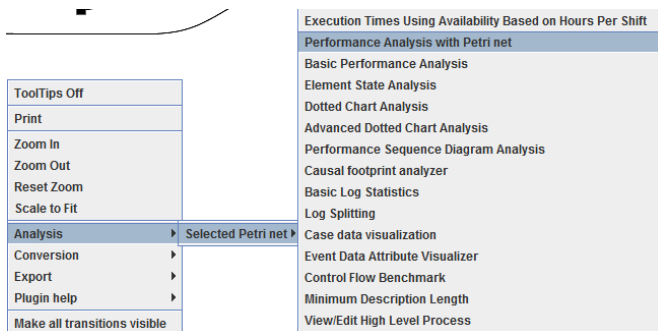 ToolTips Off
Print
Zoom In
Zoom Out
Reset Zoom
Scale to Fit
Analysis
Conversion
Export
Plugin help
Make all transitions visible
Selected Petri net
Execution Times Using Availability Based on Hours Per Shift
Performance Analysis with Petri net
Basic Performance Analysis
Element State Analysis
Dotted Chart Analysis
Advanced Dotted Chart Analysis
Performance Sequence Diagram Analysis
Causal footprint analyzer
Basic Log Statistics
Log Splitting
Case data visualization
Event Data Attribute Visualizer
Control Flow Benchmark
Minimum Description Length
View/Edit High Level Process